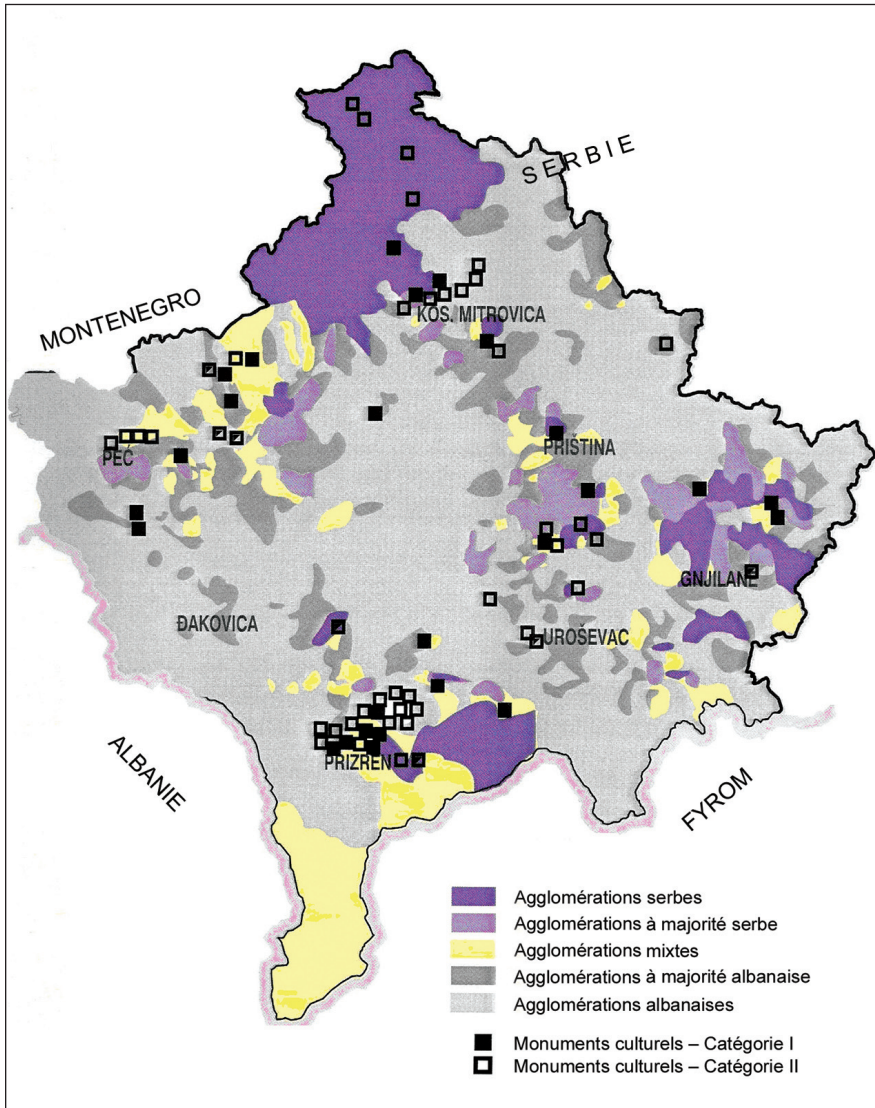 SERBIE
MONTENEGRO
KOS. MITROVICA
PRIŠTINA
PEĆ
GNJILANE
ĐAKOVICA
UROŠEVAC
PRIZREN
ALBANIE
FYROM
Agglomérations serbes
Agglomérations à majorité serbe
Agglomérations mixtes
Agglomérations à majorité albanaise
Agglomérations albanaises
Monuments culturels – Catégorie I
Monuments culturels – Catégorie II